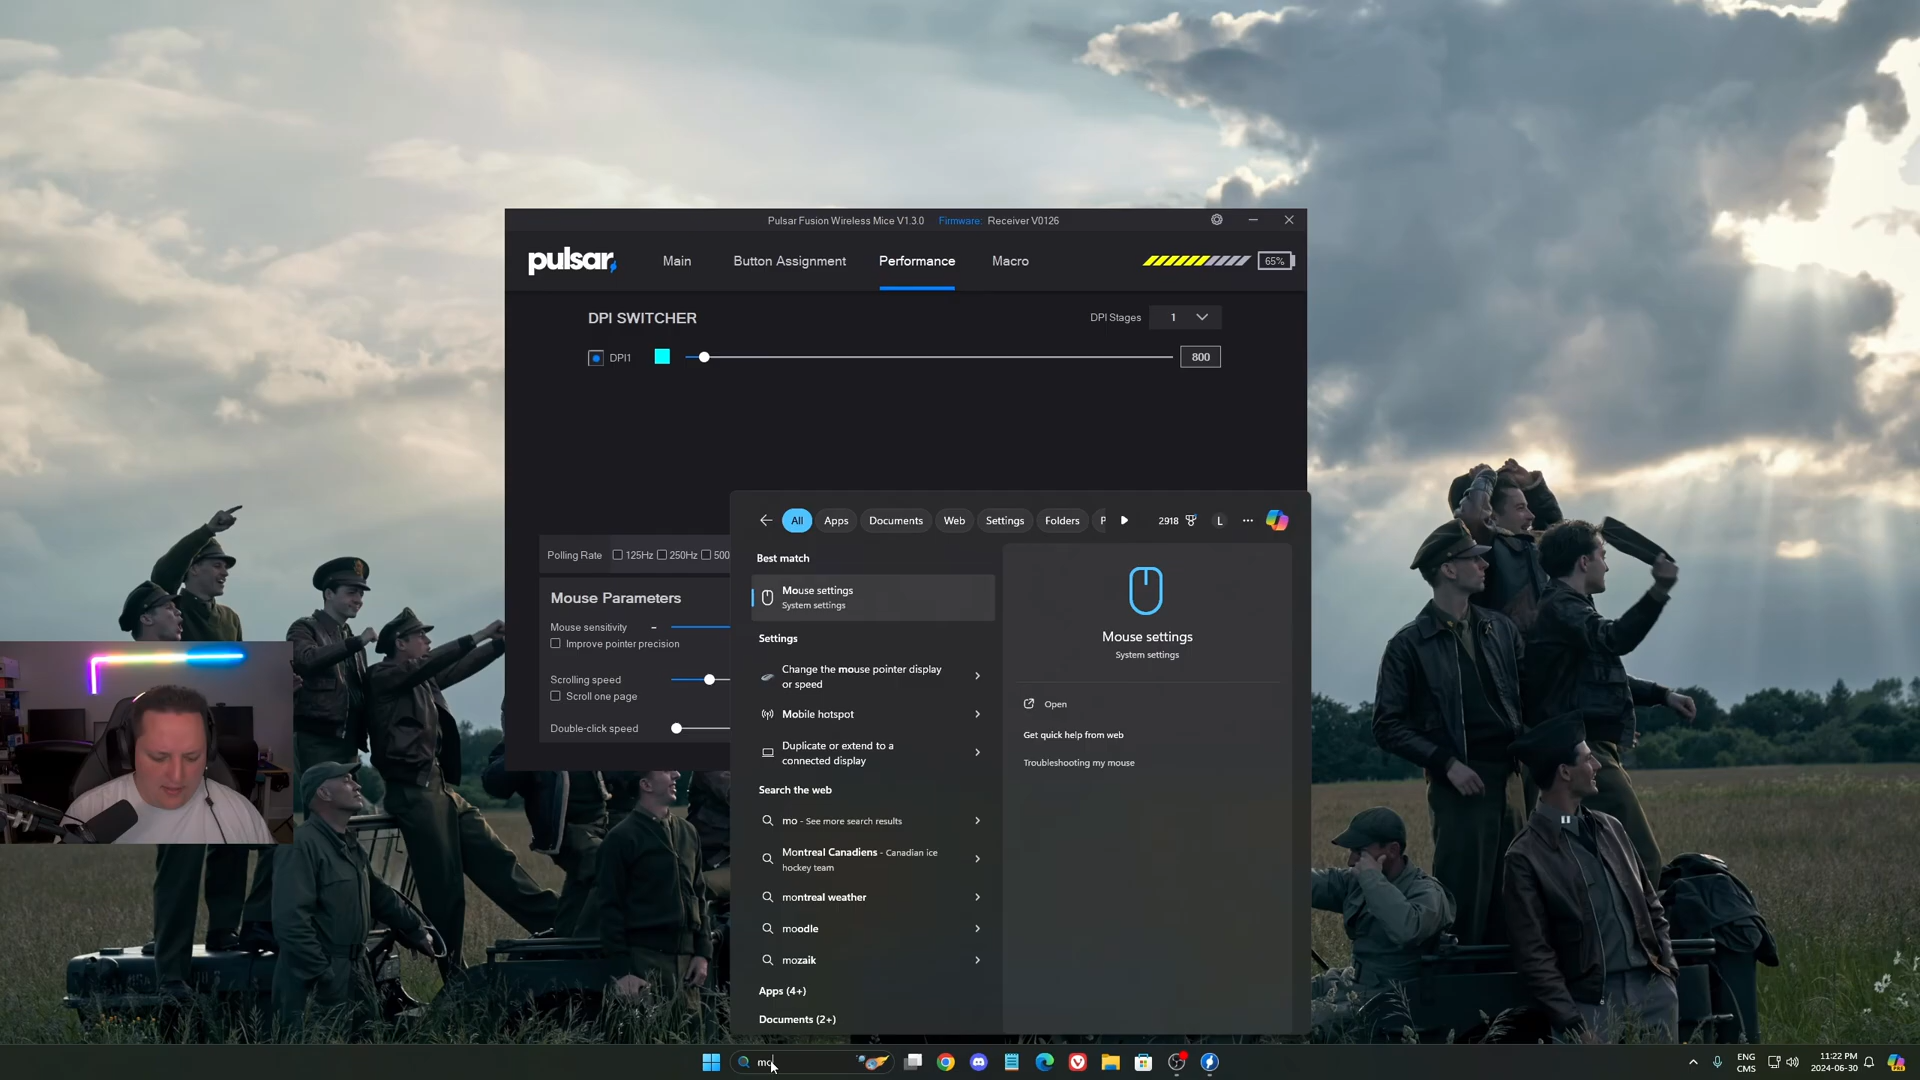 Pulsar Fusion Wireless Mice V1.3.0 Firmware: Receiver V0126
pulsar
Main Button Assignment Performance Macro
65%
DPI SWITCHER
DPI Stages 1
DPI1
800
Polling Rate 125Hz 250Hz 500
Mouse Parameters
Mouse sensitivity -
Improve pointer precision
Scrolling speed
Scroll one page
Double-click speed
All Apps Documents Web Settings Folders P
2918
L
Best match
Mouse settings
System settings
Settings
Change the mouse pointer display
or speed
Mobile hotspot
Duplicate or extend to a
connected display
Search the web
mo - See more search results
Montreal Canadiens - Canadian ice
hockey team
montreal weather
moodle
mozaik
Apps (4+)
Documents (2+)
Mouse settings
System settings
Open
Get quick help from web
Troubleshooting my mouse
mo
ENG
CMS
11:22 PM
2024-06-30